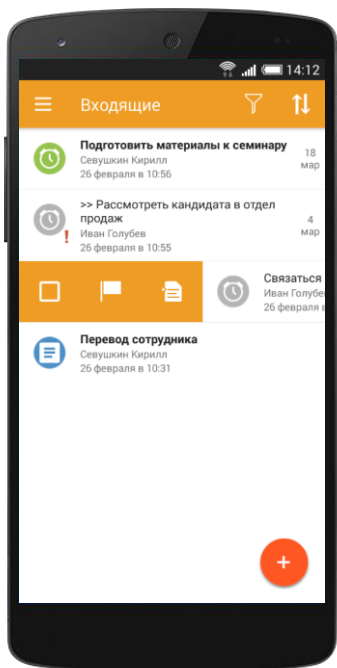 14:12
Входящие
Подготовить материалы к семинару
Севушкин Кирилл
26 февраля в 10:56
18
мар
>> Рассмотреть кандидата в отдел
продаж
Иван Голубев
26 февраля в 10:55
4
мар
Связаться
Иван Голубе
26 февраля в
Перевод сотрудника
Севушкин Кирилл
26 февраля в 10:31